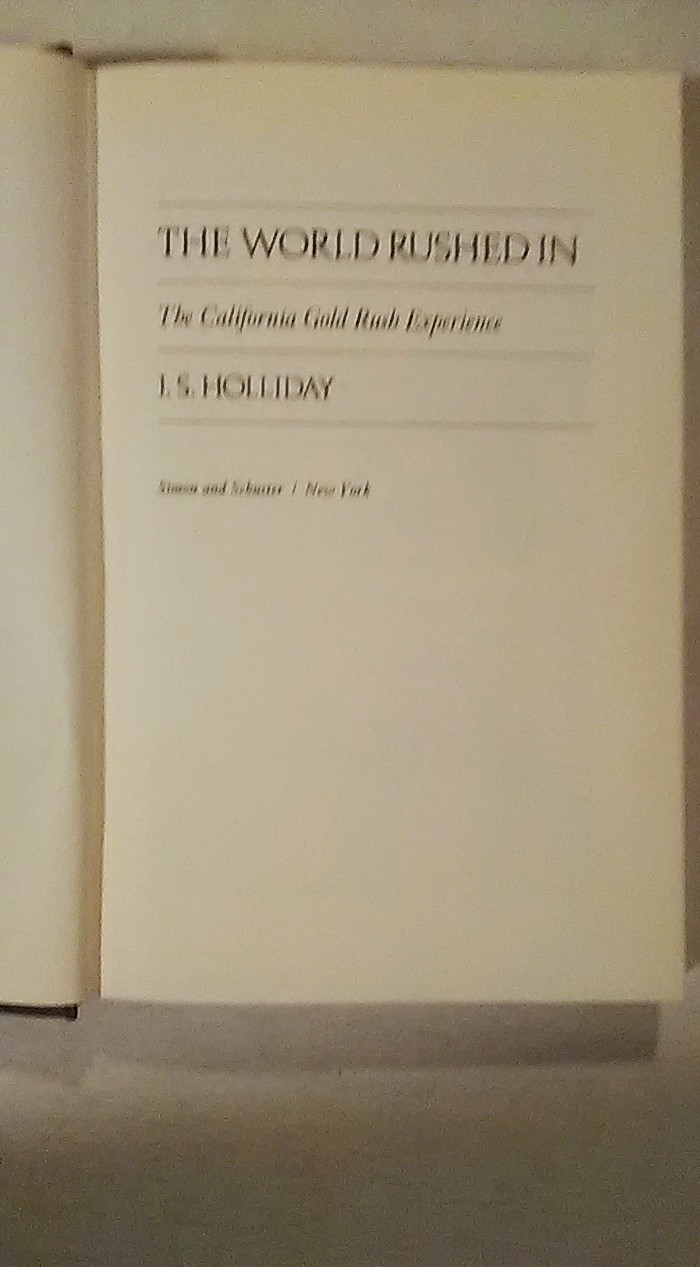 THE WORLD RUSHED IN
The California Gold Rush Experience
J. S. HOLLIDAY
Simon and Schuster / New York